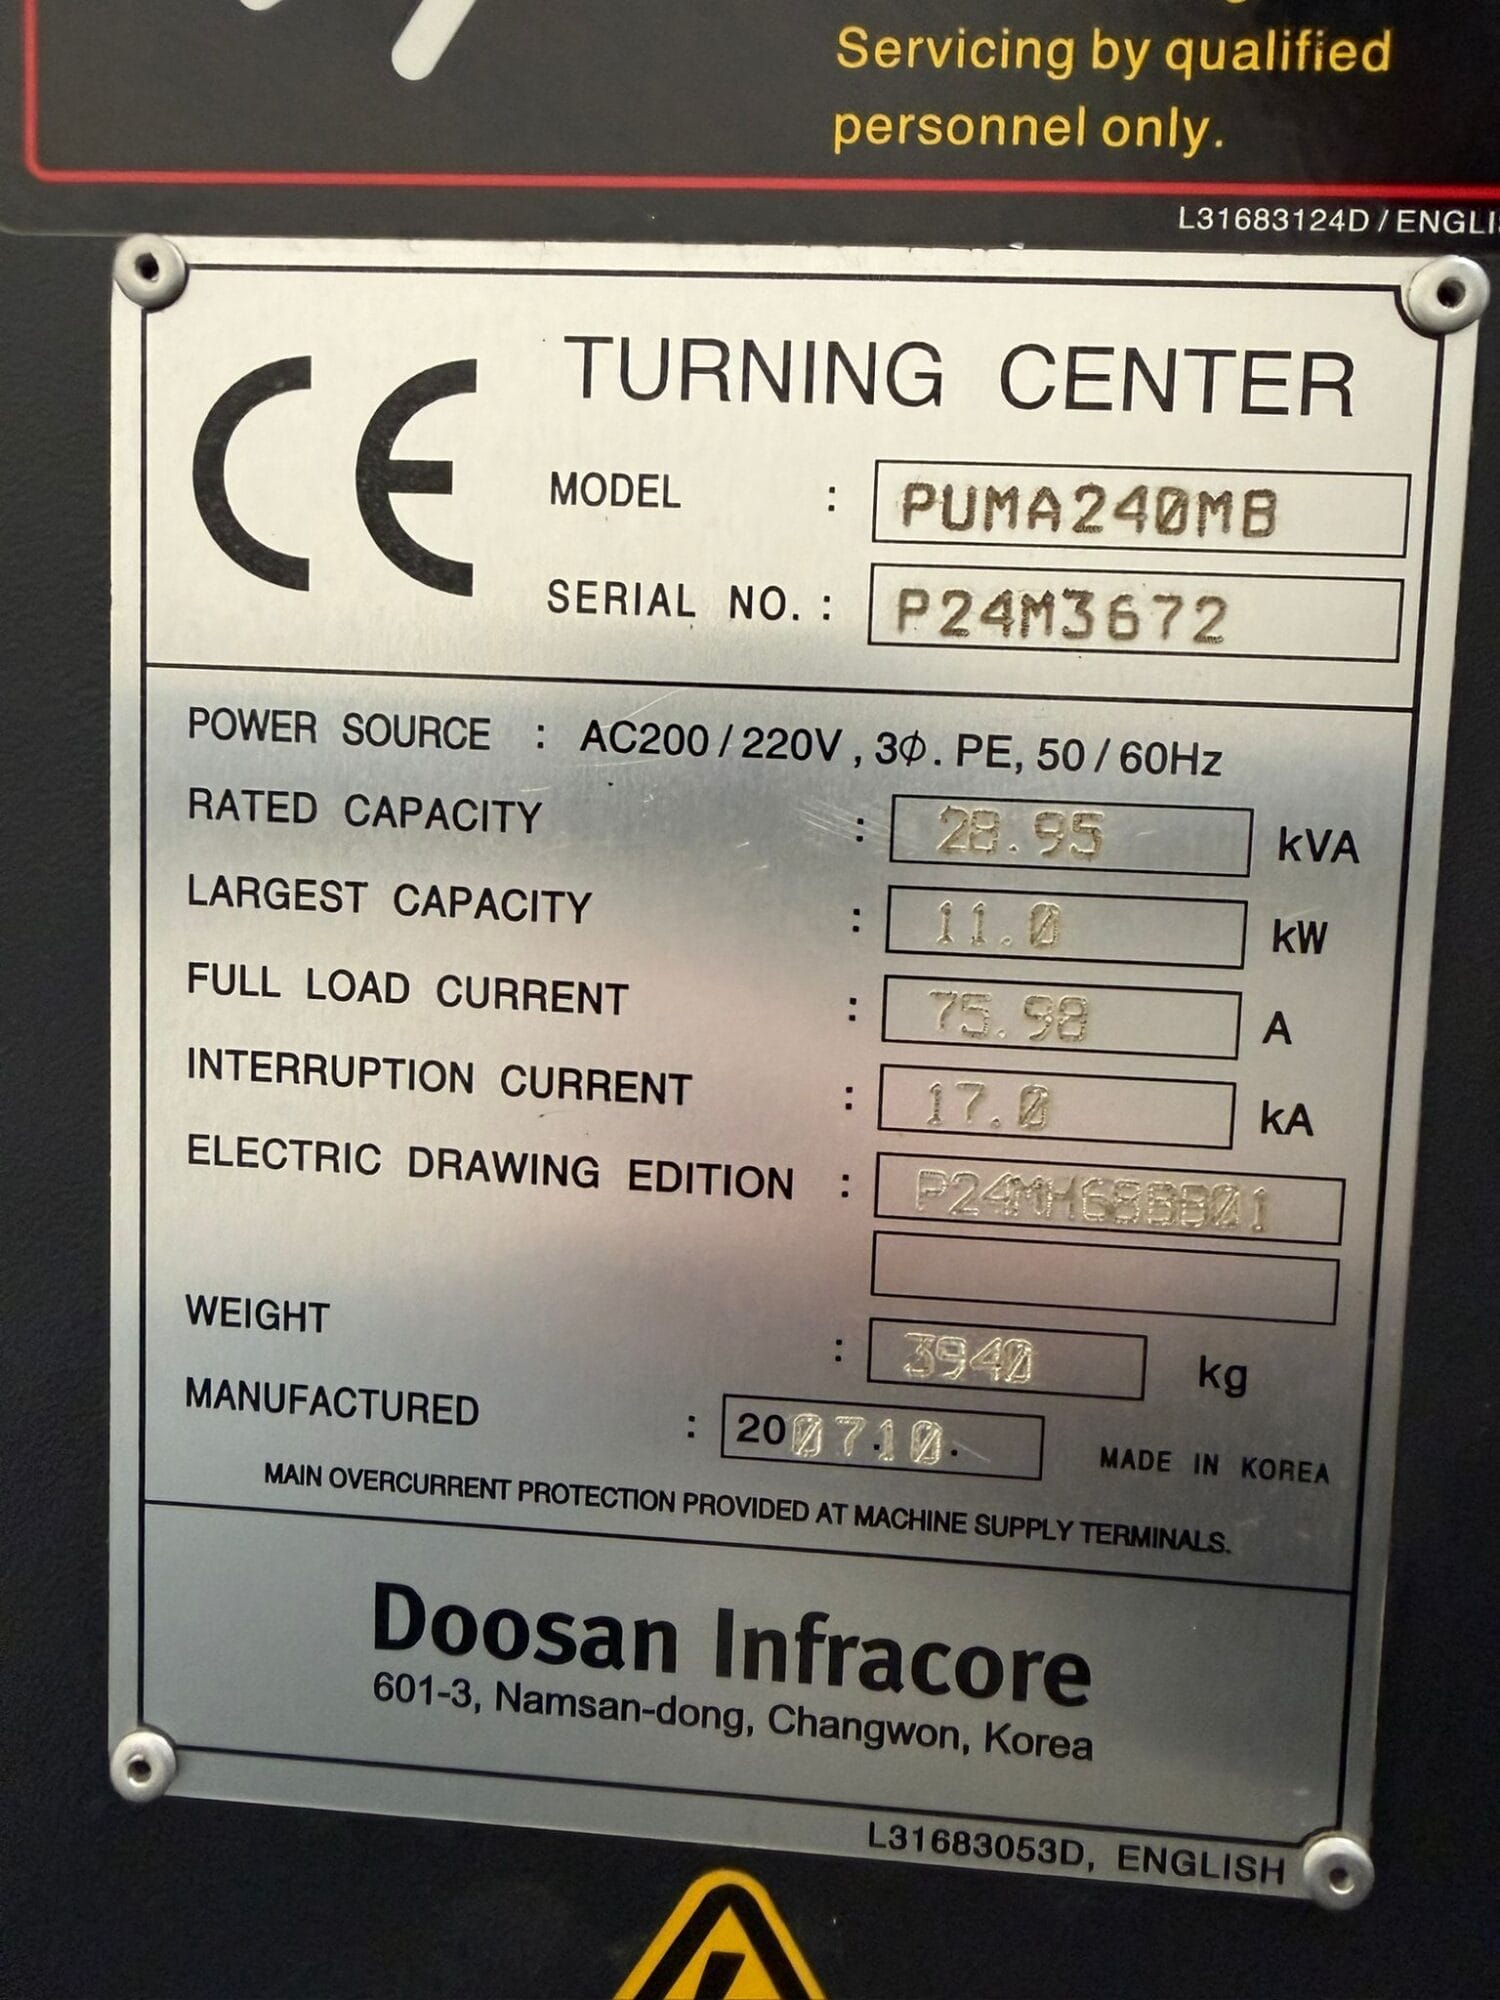 Servicing by qualified
personnel only.
L31683124D / ENGLI
CE
TURNING CENTER
MODEL : PUMA240MB
SERIAL NO. : P24M3672
POWER SOURCE : AC200 / 220V , 3Φ. PE, 50 / 60Hz
RATED CAPACITY : 28.95 kVA
LARGEST CAPACITY : 11.0 kW
FULL LOAD CURRENT : 75.98 A
INTERRUPTION CURRENT : 17.0 kA
ELECTRIC DRAWING EDITION :
WEIGHT : 3940 kg
MANUFACTURED : 2007.10. MADE IN KOREA
MAIN OVERCURRENT PROTECTION PROVIDED AT MACHINE SUPPLY TERMINALS.
Doosan Infracore
601-3, Namsan-dong, Changwon, Korea
L31683053D, ENGLISH